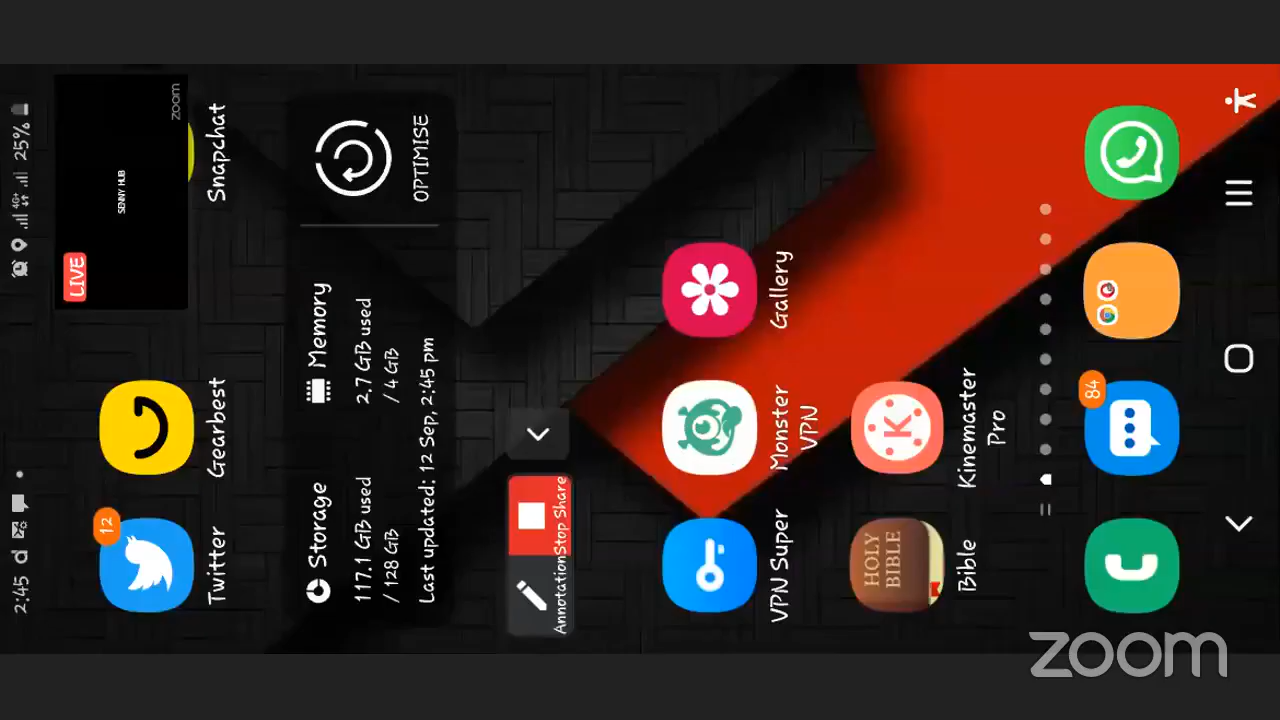 2:45
4G+
25%
LIVE
SENNY HUB
zoom
12
Twitter
Gearbest
Snapchat
Storage
117.1 GB used
/ 128 GB
Memory
2.7 GB used
/ 4 GB
Last updated: 12 Sep, 2:45 pm
OPTIMISE
Annotation
Stop Share
VPN Super
Monster
VPN
Gallery
HOLY
BIBLE
Bible
K
Kinemaster
Pro
84
zoom